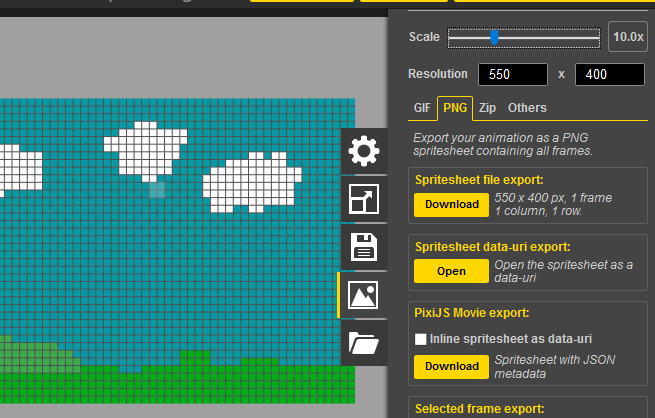 Scale
10.0x
Resolution 550 x 400
GIF PNG Zip Others
Export your animation as a PNG
spritesheet containing all frames.
Spritesheet file export:
Download
550 x 400 px, 1 frame
1 column, 1 row.
Spritesheet data-uri export:
Open
Open the spritesheet as a
data-uri
PixiJS Movie export:
Inline spritesheet as data-uri
Download
Spritesheet with JSON
metadata
Selected frame export: